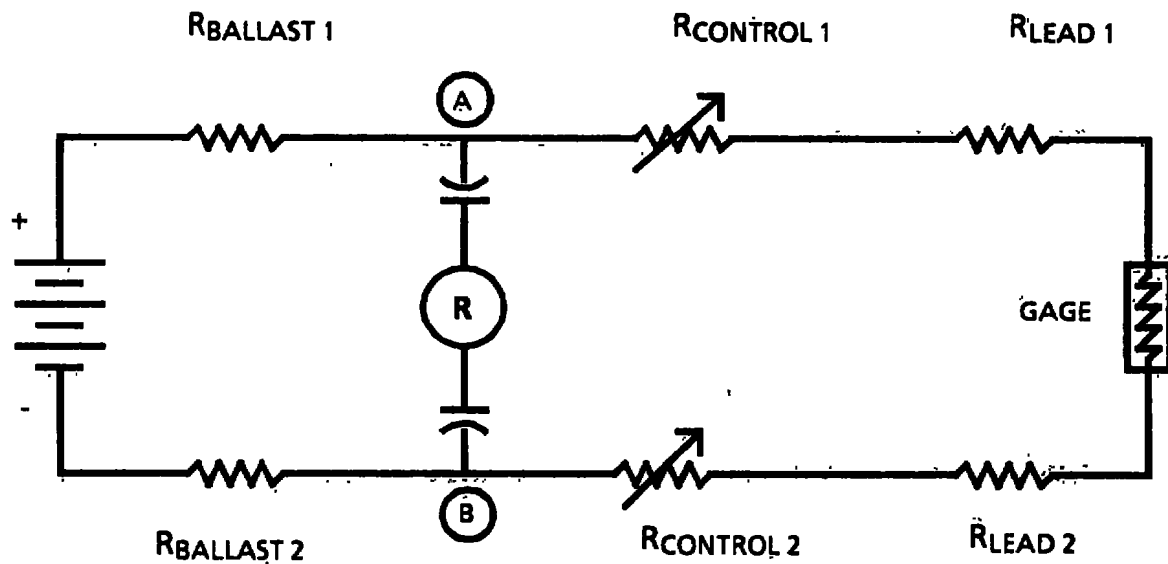 RBALLAST 1
RCONTROL 1
RLEAD 1
A
+
R
GAGE
-
B
RBALLAST 2
RCONTROL 2
RLEAD 2